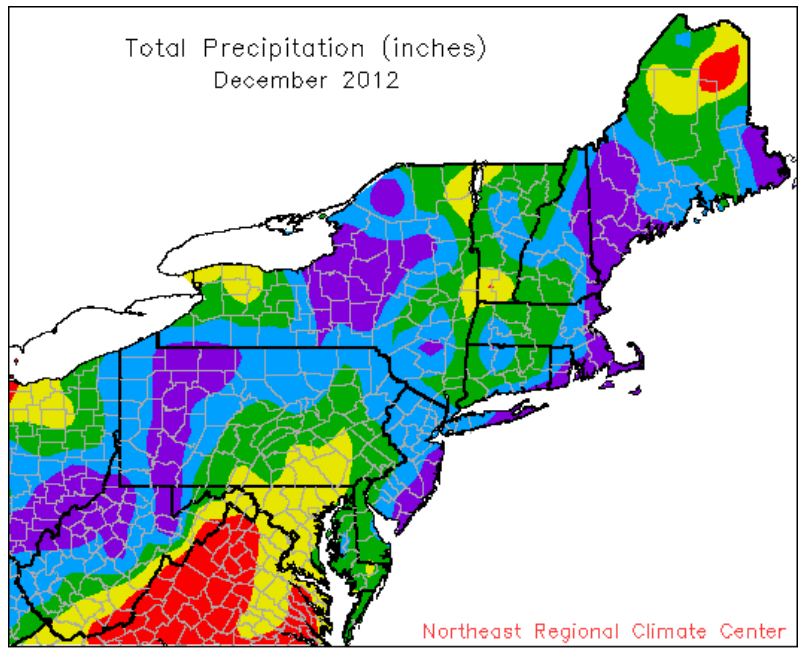 Total Precipitation (inches)
December 2012
Northeast Regional Climate Center